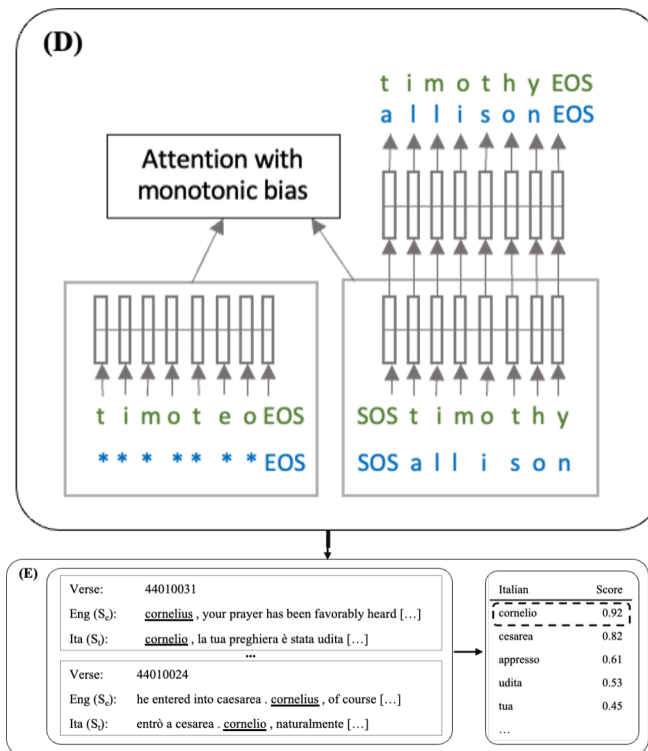 (D)
t i m o t h y EOS
a l l i s o n EOS
Attention with
monotonic bias
t i m o t e o EOS
* * * * * * * EOS
SOS t i m o t h y
SOS a l l i s o n
(E)
Verse: 44010031
Eng (Se): cornelius , your prayer has been favorably heard […]
Ita (St): cornelio , la tua preghiera è stata udita […]
...
Verse: 44010024
Eng (Se): he entered into caesarea . cornelius , of course […]
Ita (St): entrò a cesarea . cornelio , naturalmente […]
Italian Score
cornelio 0.92
cesarea 0.82
appresso 0.61
udita 0.53
tua 0.45
…